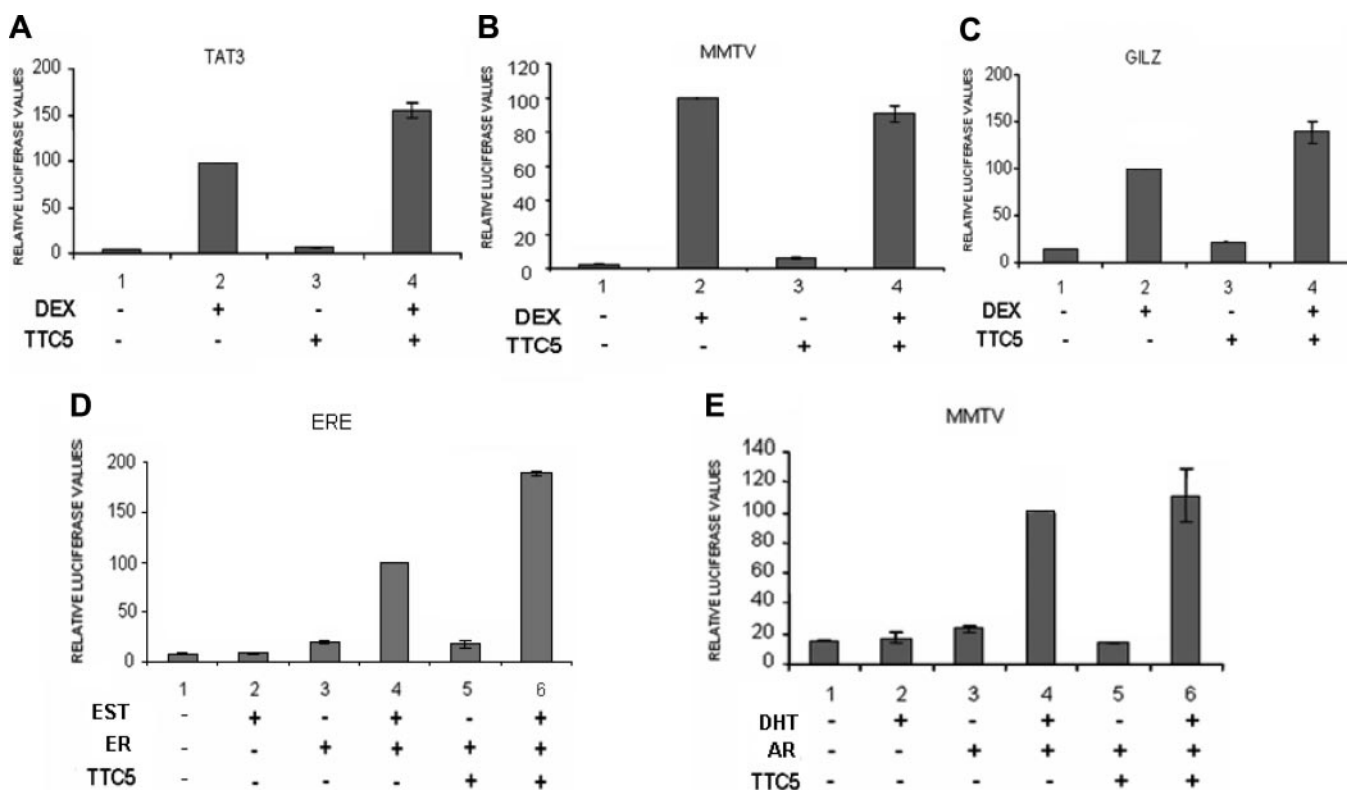 A
TAT3
RELATIVE LUCIFERASE VALUES
200
150
100
50
0
1 2 3 4
DEX - + - +
TTC5 - - + +
B
MMTV
RELATIVE LUCIFERASE VALUES
120
100
80
60
40
20
0
1 2 3 4
DEX - + - +
TTC5 - - + +
C
GILZ
RELATIVE LUCIFERASE VALUES
200
150
100
50
0
1 2 3 4
DEX - + - +
TTC5 - - + +
D
ERE
RELATIVE LUCIFERASE VALUES
200
150
100
50
0
1 2 3 4 5 6
EST - + - + - +
ER - - + + + +
TTC5 - - - - + +
E
MMTV
RELATIVE LUCIFERASE VALUES
140
120
100
80
60
40
20
0
1 2 3 4 5 6
DHT - + - + - +
AR - - + + + +
TTC5 - - - - + +